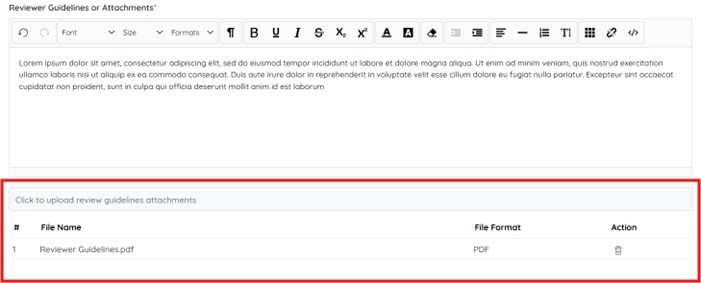 Reviewer Guidelines or Attachments*
Font Size Formats ¶ B U I S X₂ X² A A TI </>
Lorem ipsum dolor sit amet, consectetur adipiscing elit, sed do eiusmod tempor incididunt ut labore et dolore magna aliqua. Ut enim ad minim veniam, quis nostrud exercitation
ullamco laboris nisi ut aliquip ex ea commodo consequat. Duis aute irure dolor in reprehenderit in voluptate velit esse cillum dolore eu fugiat nulla pariatur. Excepteur sint occaecat
cupidatat non proident, sunt in culpa qui officia deserunt mollit anim id est laborum
Click to upload review guidelines attachments
# File Name File Format Action
1 Reviewer Guidelines.pdf PDF